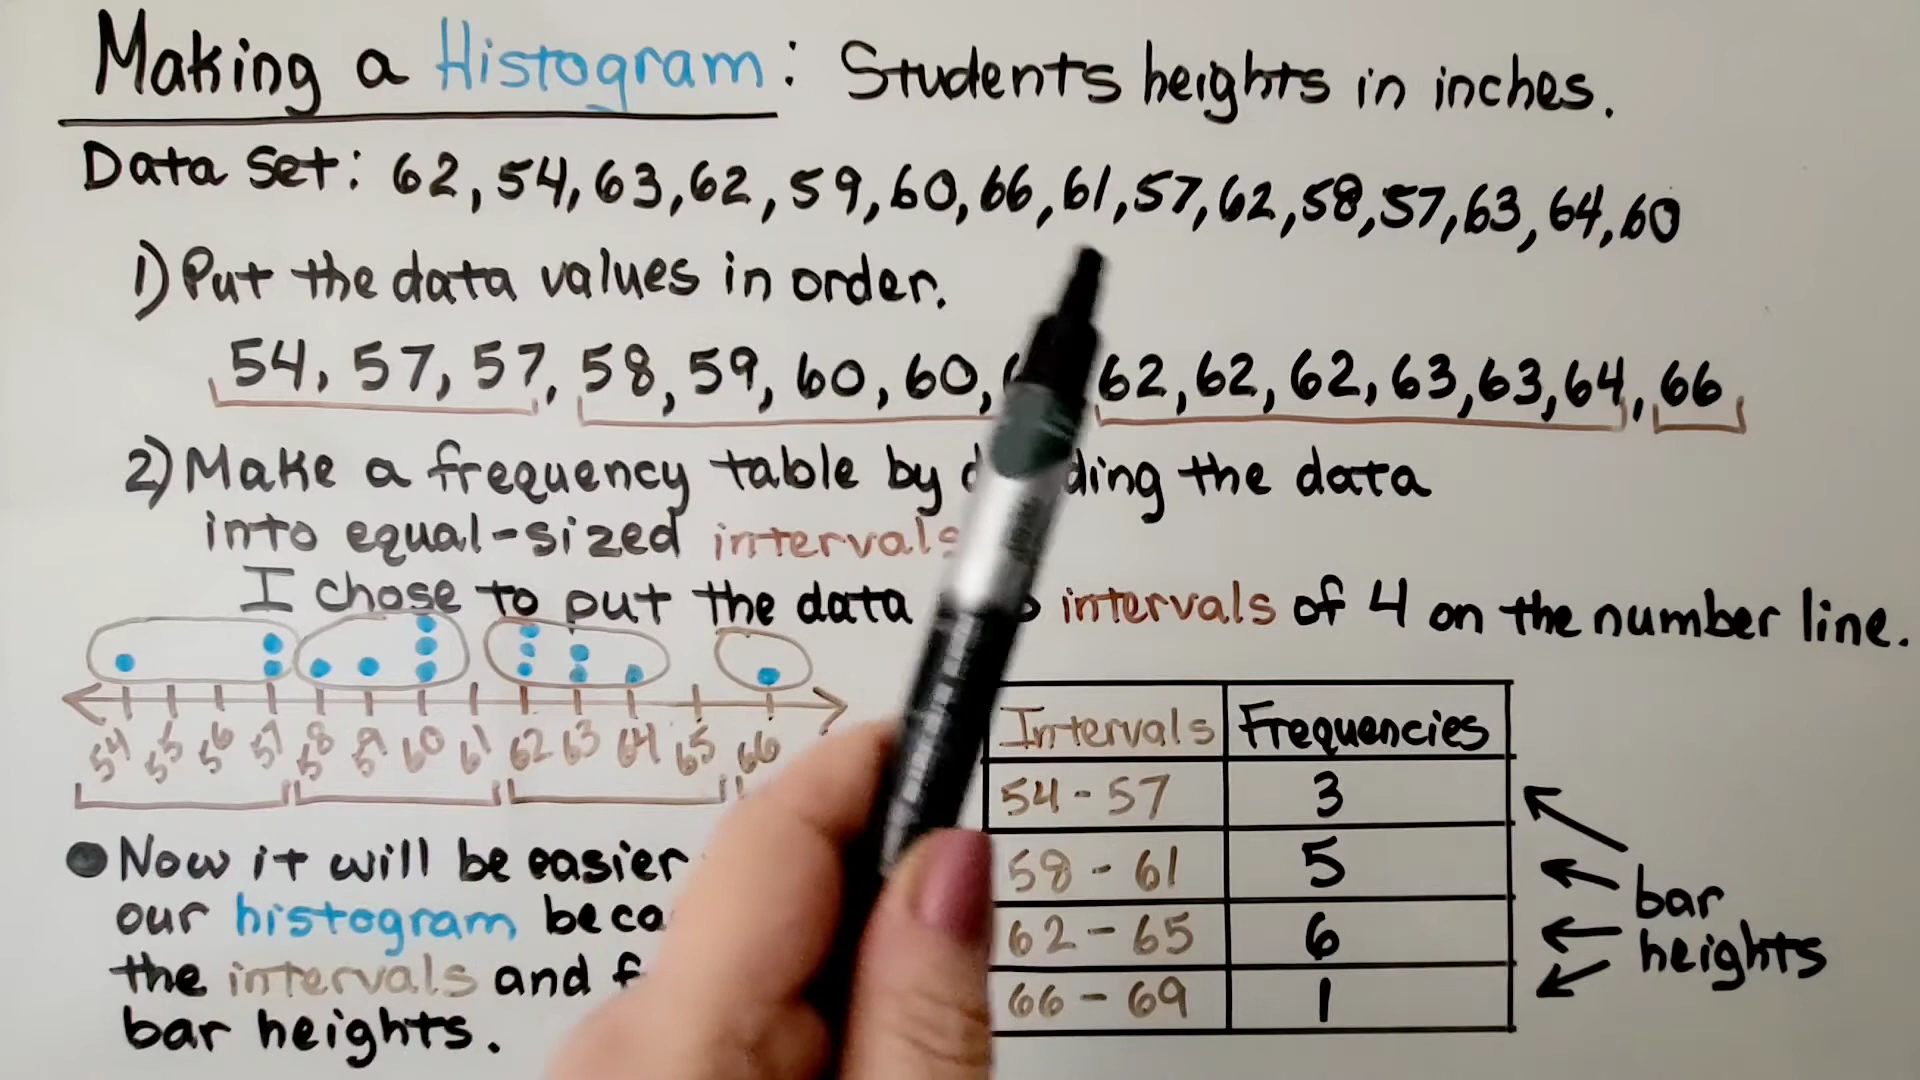 Making a Histogram: Students heights in inches.
Data Set: 62, 54, 63, 62, 59, 60, 66, 61, 57, 62, 58, 57, 63, 64, 60
1) Put the data values in order.
54, 57, 57, 58, 59, 60, 60, 62, 62, 62, 63, 63, 64, 66
2) Make a frequency table by the data
into equal-sized intervals
I chose to put the data intervals of 4 on the number line.
54 55 56 57 58 59 60 61 62 63 64 65 66
Intervals Frequencies
54 - 57 3
58 - 61 5
62 - 65 6
66 - 69 1
bar
heights
Now it will be easier
our histogram
the intervals and
bar heights.